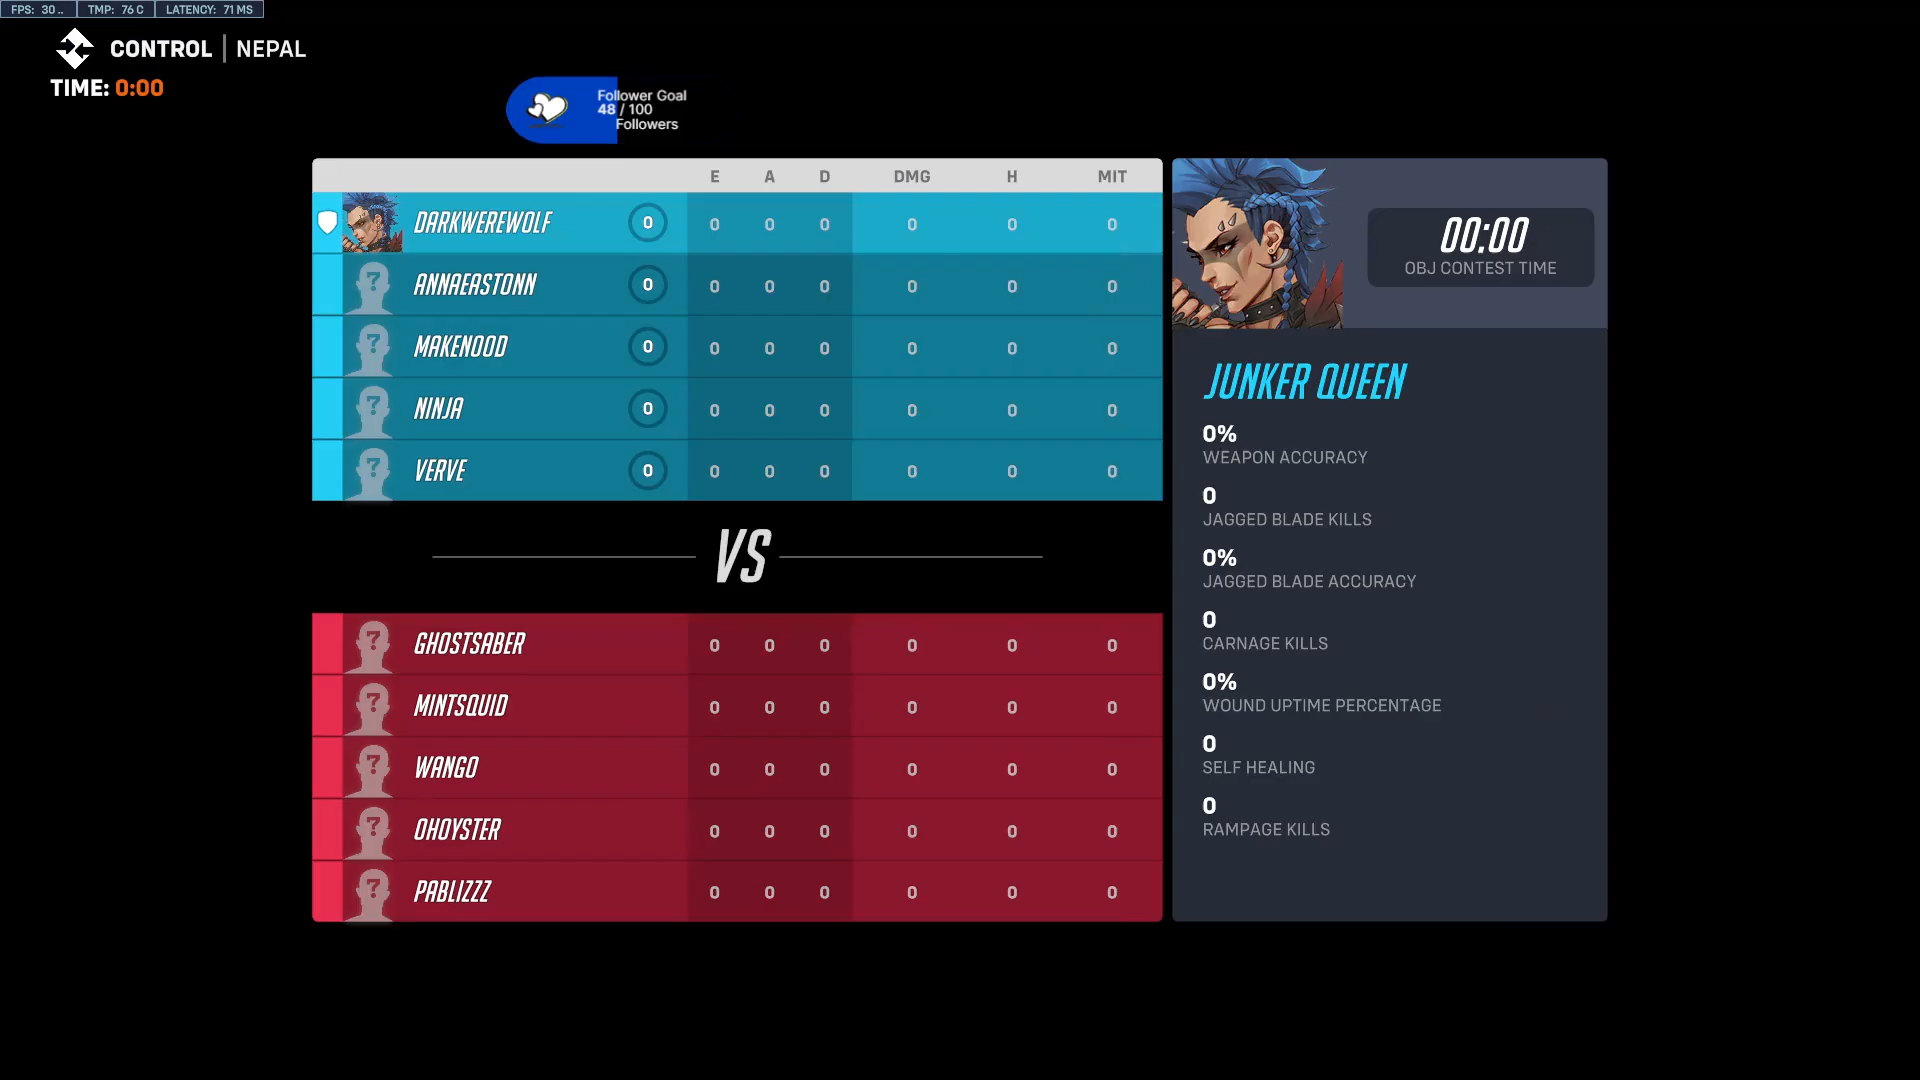 FPS: 30 .. TMP: 76 C LATENCY: 71 MS
CONTROL | NEPAL
TIME: 0:00
Follower Goal
48 / 100
Followers
E A D DMG H MIT
DARKWEREWOLF 0 0 0 0 0 0 0
ANNAEASTONN 0 0 0 0 0 0 0
MAKENOOD 0 0 0 0 0 0 0
NINJA 0 0 0 0 0 0 0
VERVE 0 0 0 0 0 0 0
VS
GHOSTSABER 0 0 0 0 0 0
MINTSQUID 0 0 0 0 0 0
WANGO 0 0 0 0 0 0
OHOYSTER 0 0 0 0 0 0
PABLIZZZ 0 0 0 0 0 0
00:00
OBJ CONTEST TIME
JUNKER QUEEN
0%
WEAPON ACCURACY
0
JAGGED BLADE KILLS
0%
JAGGED BLADE ACCURACY
0
CARNAGE KILLS
0%
WOUND UPTIME PERCENTAGE
0
SELF HEALING
0
RAMPAGE KILLS